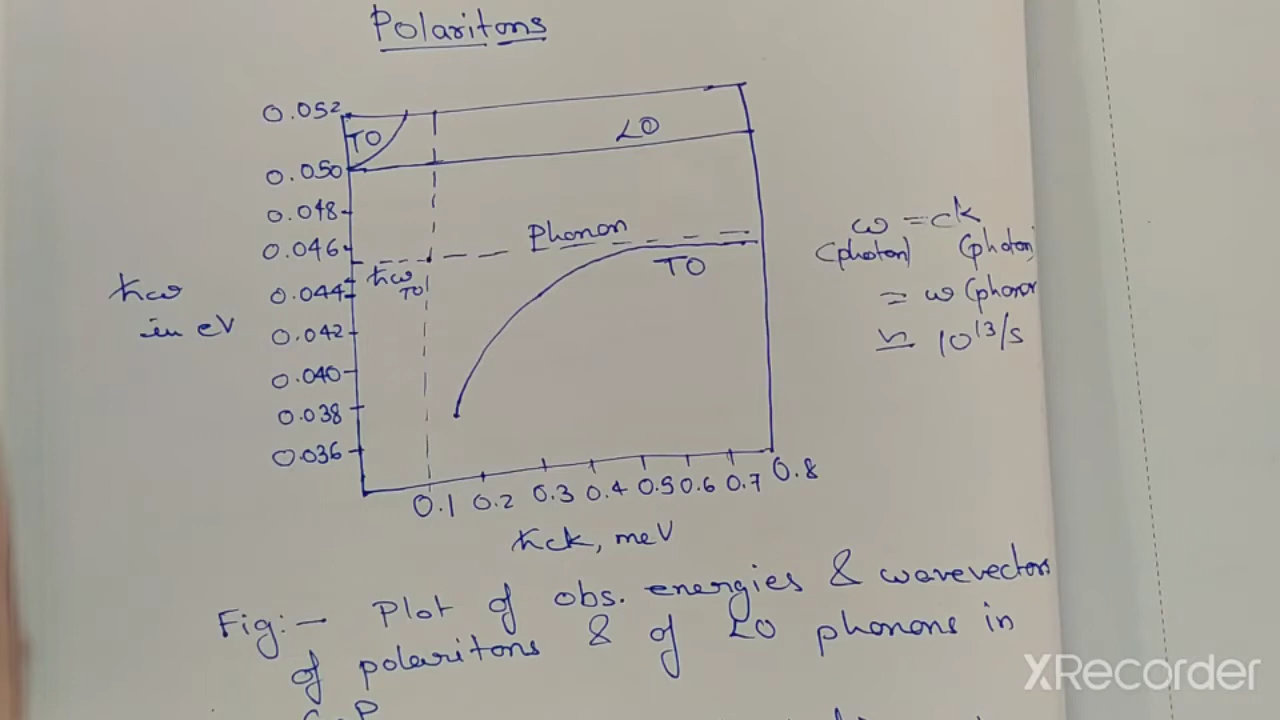 Polaritons
0.052
TO
LO
0.050
0.048
Phonon
0.046
ħω
TO
TO
0.044
ħω
in eV
0.042
0.040
0.038
0.036
0.1 0.2 0.3 0.4 0.5 0.6 0.7 0.8
ħck, meV
ω = ck
(photon) (photon)
= ω (phonon
≃ 10¹³/s
Fig:- Plot of obs. energies & wavevectors
of polaritons & of LO phonons in
XRecorder